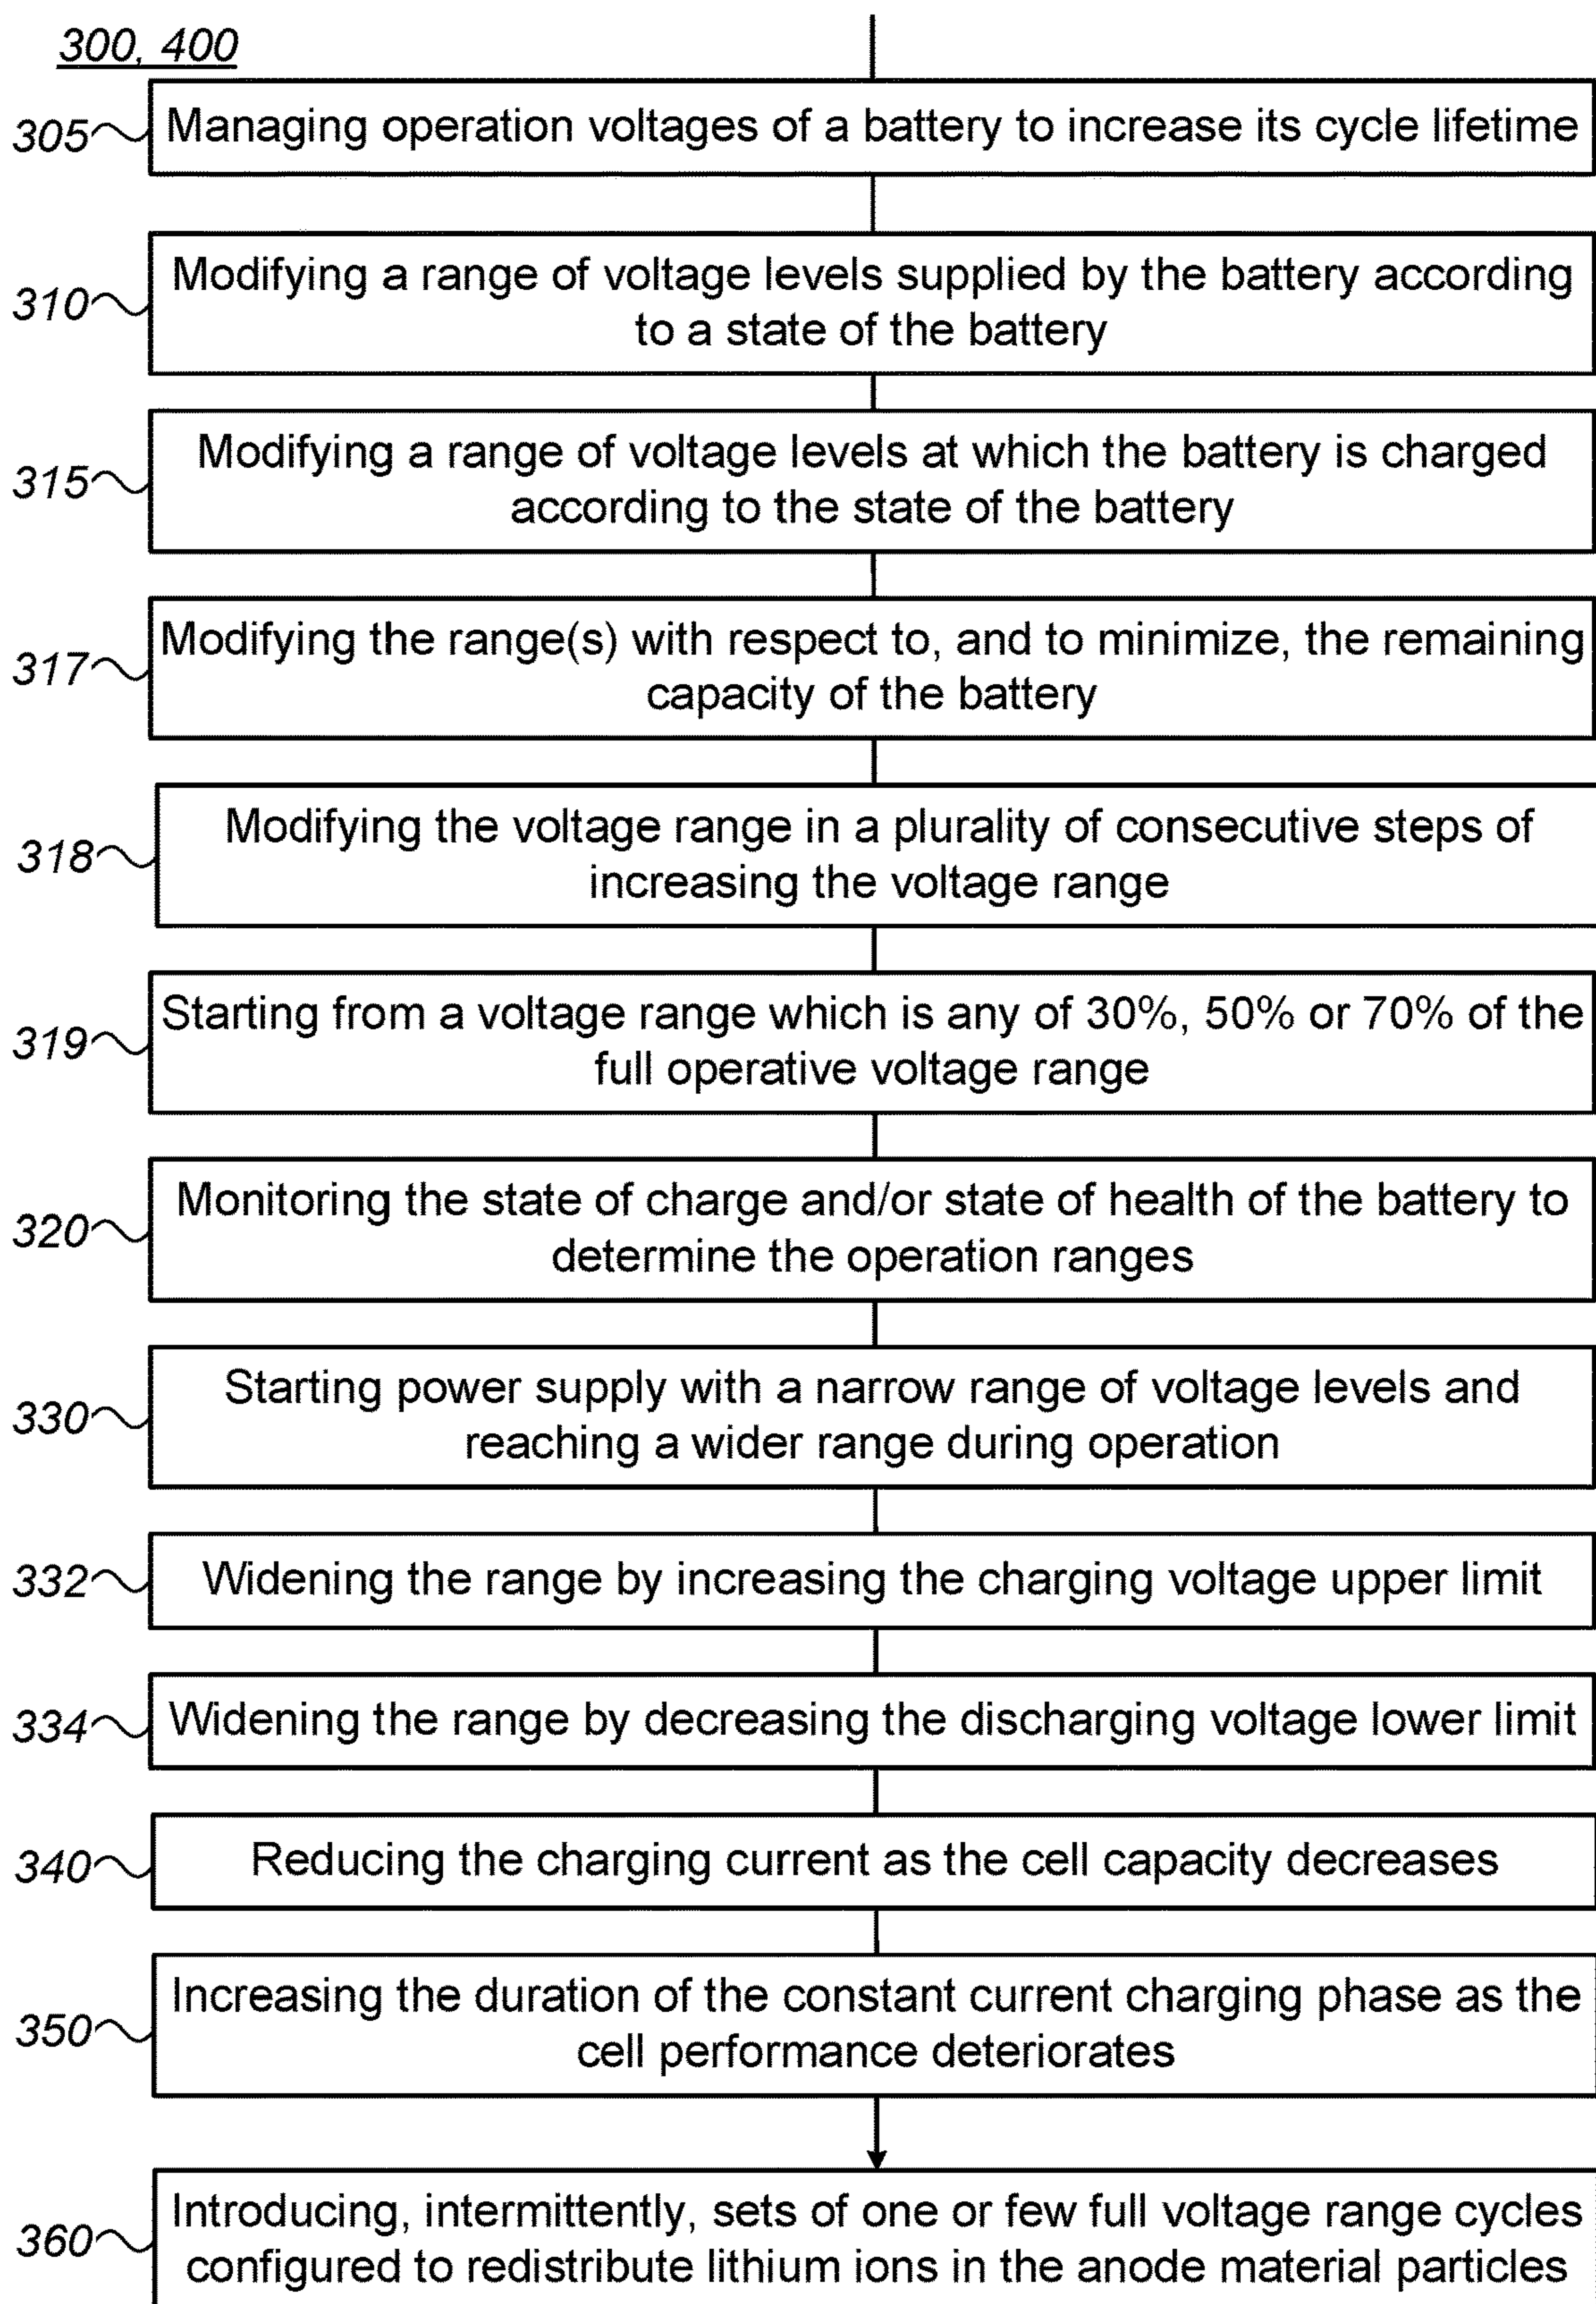 300, 400
305 Managing operation voltages of a battery to increase its cycle lifetime
310 Modifying a range of voltage levels supplied by the battery according
to a state of the battery
315 Modifying a range of voltage levels at which the battery is charged
according to the state of the battery
317 Modifying the range(s) with respect to, and to minimize, the remaining
capacity of the battery
318 Modifying the voltage range in a plurality of consecutive steps of
increasing the voltage range
319 Starting from a voltage range which is any of 30%, 50% or 70% of the
full operative voltage range
320 Monitoring the state of charge and/or state of health of the battery to
determine the operation ranges
330 Starting power supply with a narrow range of voltage levels and
reaching a wider range during operation
332 Widening the range by increasing the charging voltage upper limit
334 Widening the range by decreasing the discharging voltage lower limit
340 Reducing the charging current as the cell capacity decreases
350 Increasing the duration of the constant current charging phase as the
cell performance deteriorates
360 Introducing, intermittently, sets of one or few full voltage range cycles
configured to redistribute lithium ions in the anode material particles